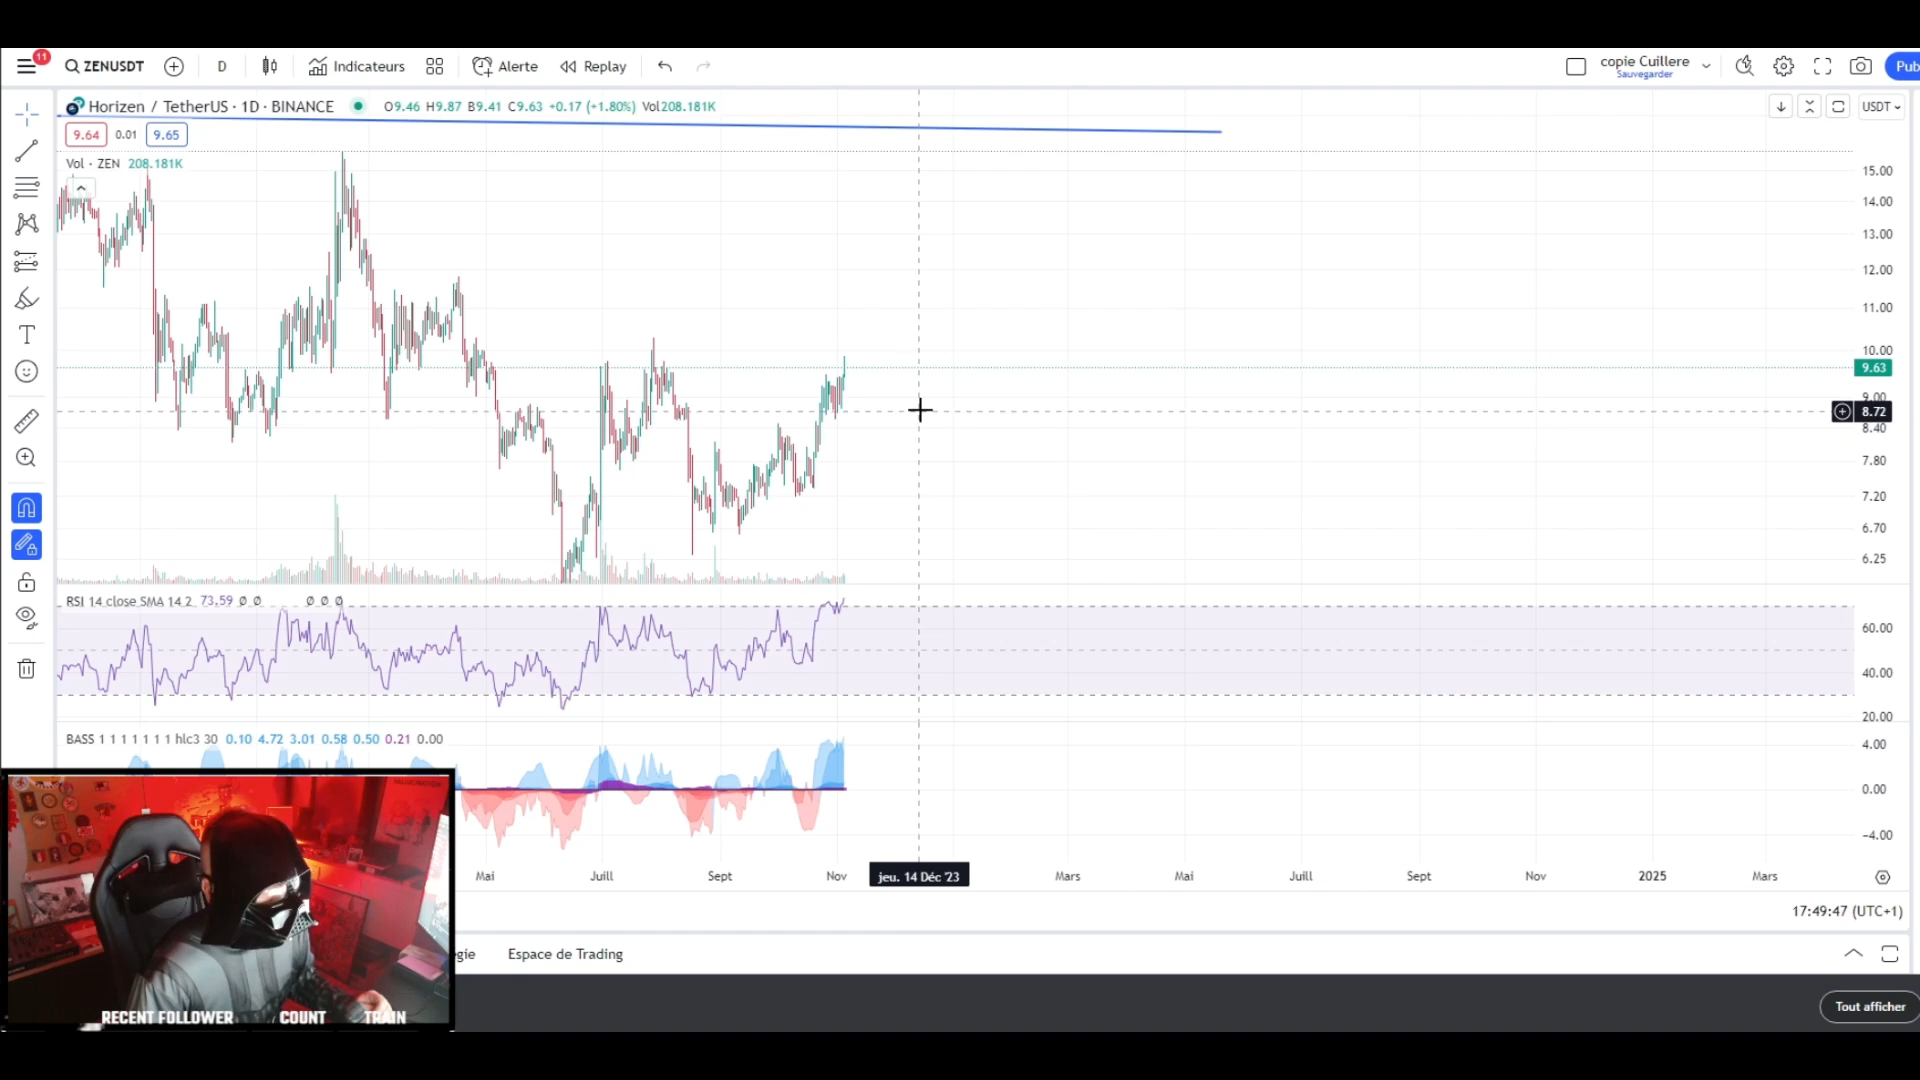 11
ZENUSDT
D
Indicateurs
Alerte
Replay
copie Cuillere
Sauvegarder
Pub
Horizen / TetherUS · 1D · BINANCE
O9.46 H9.87 B9.41 C9.63 +0.17 (+1.80%) Vol208.181K
USDT
9.64 0.01 9.65
Vol · ZEN 208.181K
15.00
14.00
13.00
12.00
11.00
10.00
9.63
9.00
8.72
8.40
7.80
7.20
6.70
6.25
RSI 14 close SMA 14 2 73.59 Ø Ø Ø Ø Ø
60.00
40.00
20.00
BASS 1 1 1 1 1 1 1 hlc3 30 0.10 4.72 3.01 0.58 0.50 0.21 0.00
4.00
0.00
−4.00
Mai Juill Sept Nov jeu. 14 Déc '23 Mars Mai Juill Sept Nov 2025 Mars
17:49:47 (UTC+1)
gie
Espace de Trading
Tout afficher
RECENT FOLLOWER COUNT TRAIN